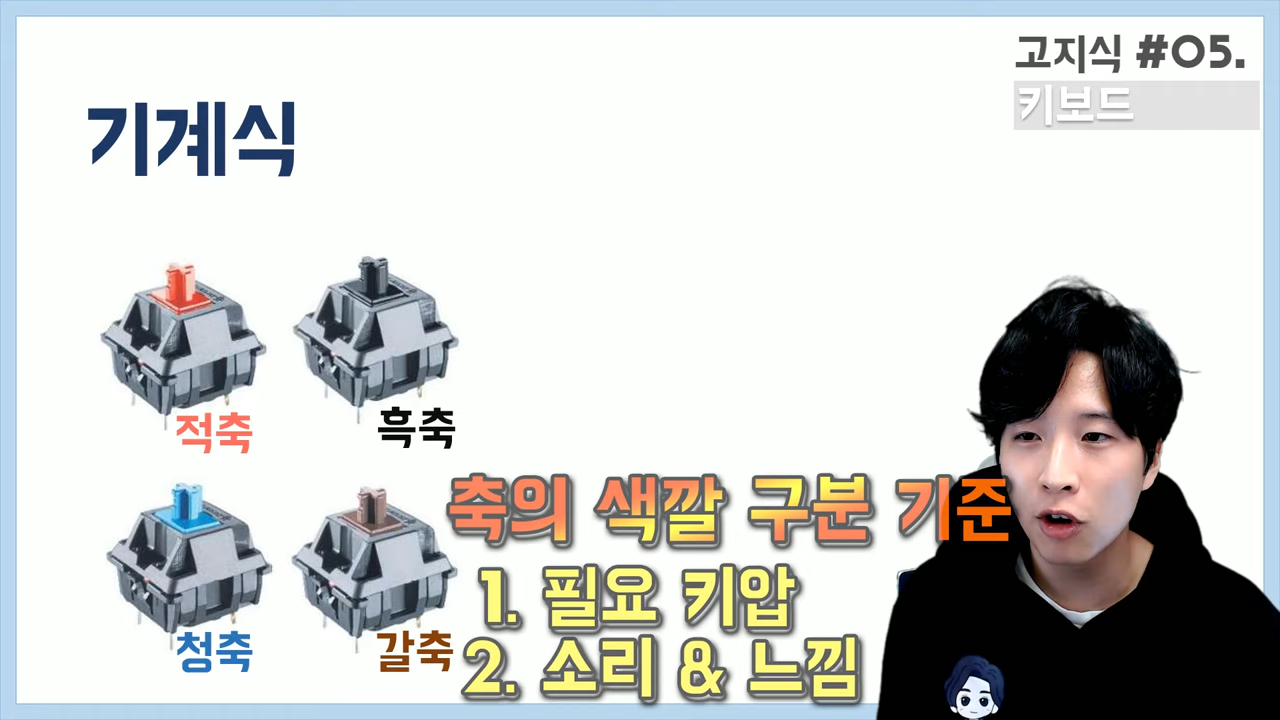 고지식 #05.
키보드
기계식
적축
흑축
청축
갈축
축의 색깔 구분 기준
1. 필요 키압
2. 소리 & 느낌